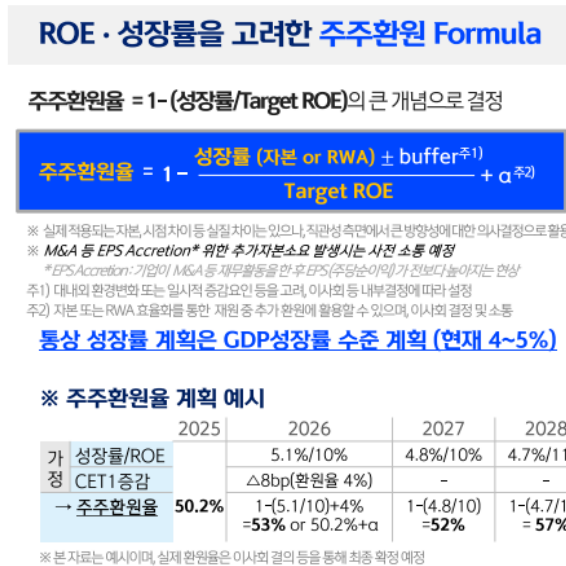 ROE · 성장률을 고려한 주주환원 Formula
주주환원율 = 1-(성장률/Target ROE)의 큰 개념으로 결정
주주환원율 = 1 - 성장률 (자본 or RWA) ± buffer주1) / Target ROE + α주2)
※ 실제 적용되는 자본, 시점 차이 등 실질 차이는 있으나, 직관성 측면에서 큰 방향성에 대한 의사결정으로 활용
※ M&A 등 EPS Accretion* 위한 추가자본소요 발생시는 사전 소통 예정
* EPS Accretion : 기업이 M&A 등 재무활동을 한 후 EPS(주당순이익)가 전보다 높아지는 현상
주1) 대내외 환경변화 또는 일시적 증감요인 등을 고려, 이사회 등 내부결정에 따라 설정
주2) 자본 또는 RWA 효율화를 통한 재원 중 추가 환원에 활용할 수 있으며, 이사회 결정 및 소통
통상 성장률 계획은 GDP성장률 수준 계획 (현재 4~5%)
※ 주주환원율 계획 예시
2025 2026 2027 2028
가정 성장률/ROE 5.1%/10% 4.8%/10% 4.7%/1
CET1증감 △8bp(환원율 4%) - -
→ 주주환원율 50.2% 1-(5.1/10)+4% 1-(4.8/10) 1-(4.7/1
=53% or 50.2%+α =52% = 57%
※ 본 자료는 예시이며, 실제 환원율은 이사회 결의 등을 통해 최종 확정 예정